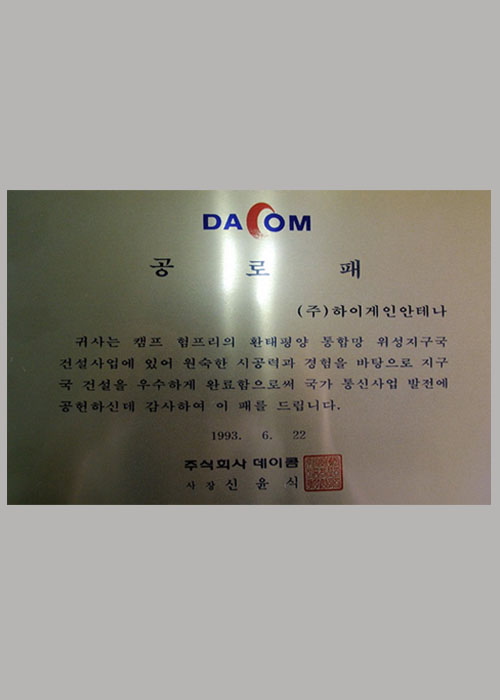 DACOM
공 로 패
(주)하이게인안테나
귀사는 캠프 험프리의 환태평양 통합망 위성지구국
건설사업에 있어 원숙한 시공력과 경험을 바탕으로 지구
국 건설을 우수하게 완료함으로써 국가 통신사업 발전에
공헌하신데 감사하여 이 패를 드립니다.
1993. 6. 22
주식회사 데이콤
사 장 신 윤 식